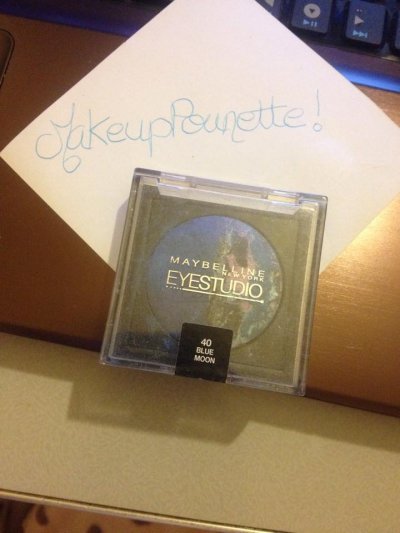 MakeupPounette!
MAYBELLINE
NEW YORK
EYESTUDIO
40
BLUE
MOON